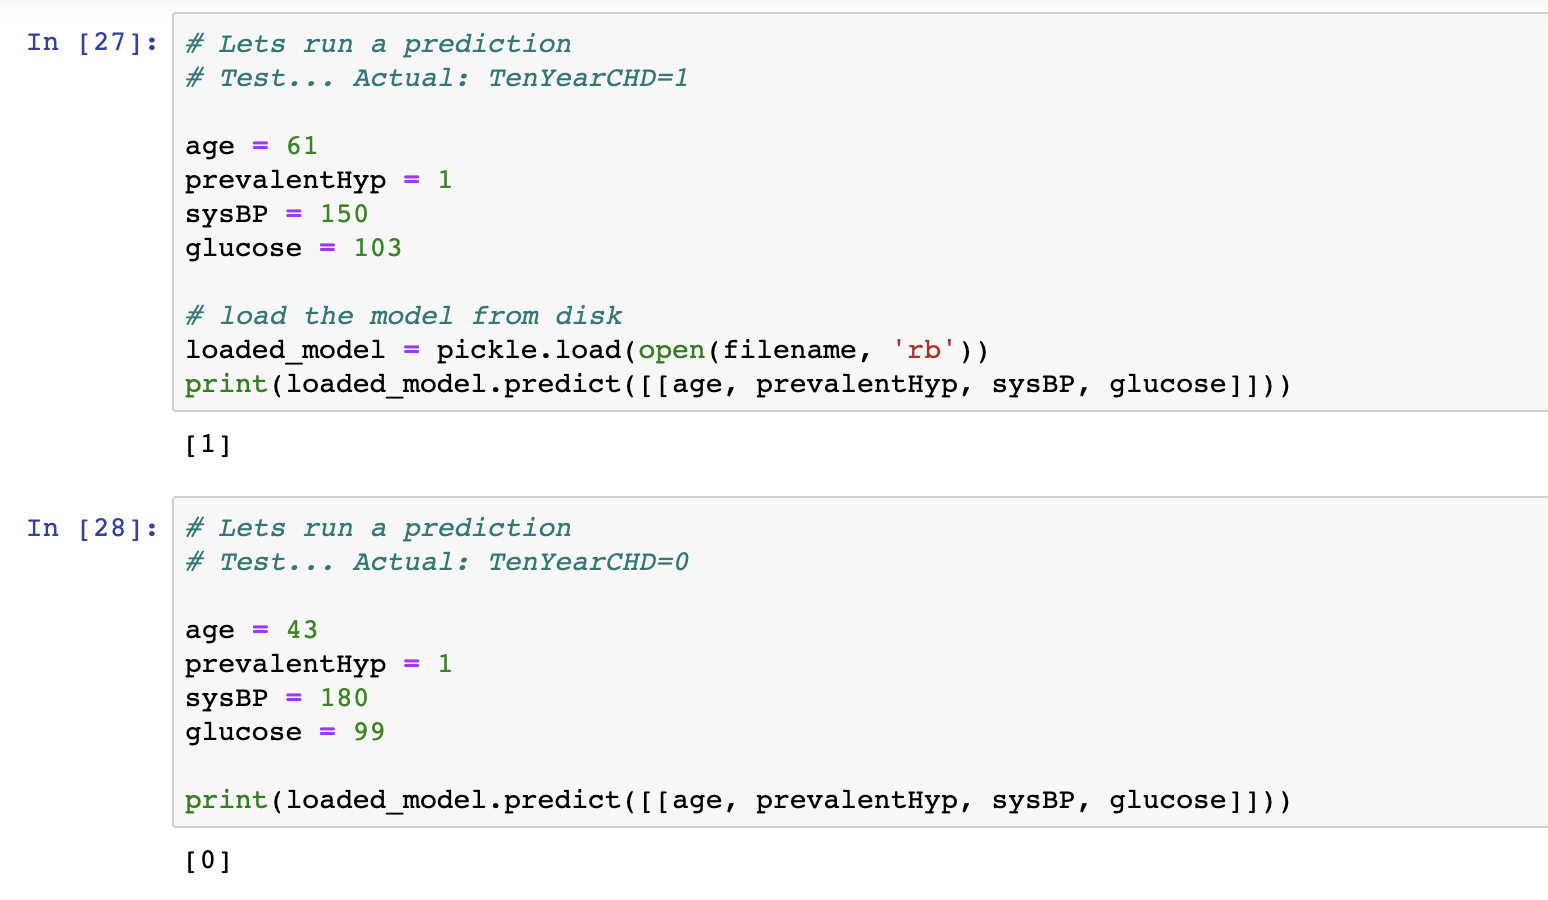 In [27]:
# Lets run a prediction
# Test... Actual: TenYearCHD=1
age = 61
prevalentHyp = 1
sysBP = 150
glucose = 103
# load the model from disk
loaded_model = pickle.load(open(filename, 'rb'))
print(loaded_model.predict([[age, prevalentHyp, sysBP, glucose]]))
[1]
In [28]:
# Lets run a prediction
# Test... Actual: TenYearCHD=0
age = 43
prevalentHyp = 1
sysBP = 180
glucose = 99
print(loaded_model.predict([[age, prevalentHyp, sysBP, glucose]]))
[0]